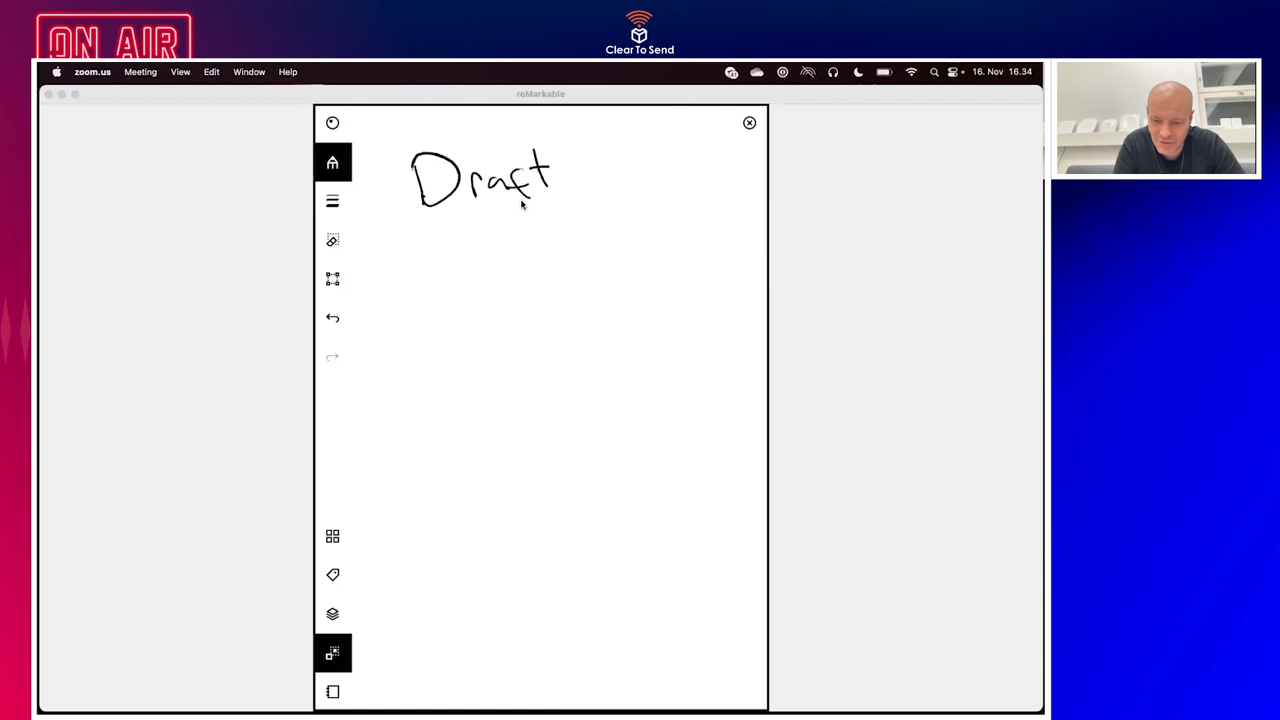 ON AIR
Clear To Send
zoom.us Meeting View Edit Window Help 16. Nov 16.34
reMarkable
Draft